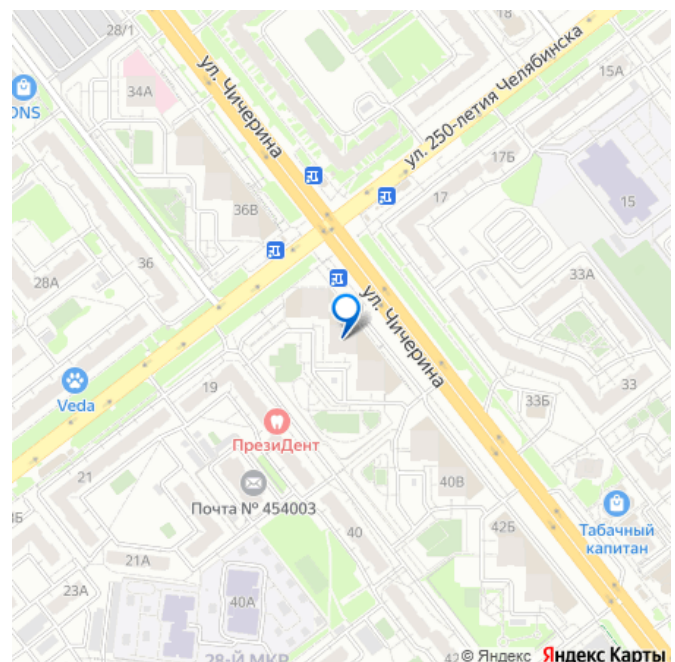 18
28/1
ул. Чичерина
15А
DNS
34А
ул. 250-летия Челябинска
17Б
17
15
36В
36
28А
33А
ул. Чичерина
Veda
19
33
33Б
ПрезиДент
21
40В
Почта № 454003
42Б
40
Табачный
капитан
21А
23А
40А
28-Й МКР
42
© Яндекс Яндекс Карты